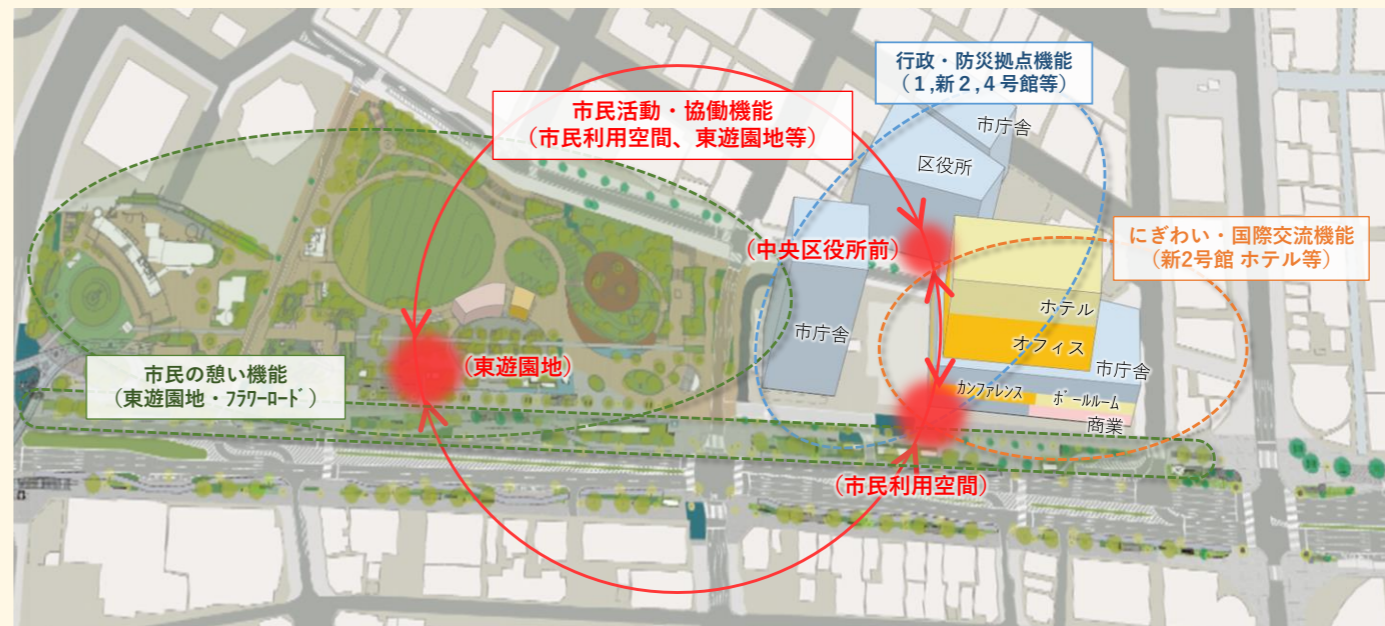 行政・防災拠点機能
（1,新２,４号館等）
市民活動・協働機能
（市民利用空間、東遊園地等）
市庁舎
区役所
（中央区役所前）
にぎわい・国際交流機能
（新2号館 ホテル等）
ホテル
オフィス
市庁舎
市庁舎
（東遊園地）
市民の憩い機能
（東遊園地・ﾌﾗﾜｰﾛｰﾄﾞ）
ｶﾝﾌｧﾚﾝｽ
ﾎﾞｰﾙﾙｰﾑ
商業
（市民利用空間）